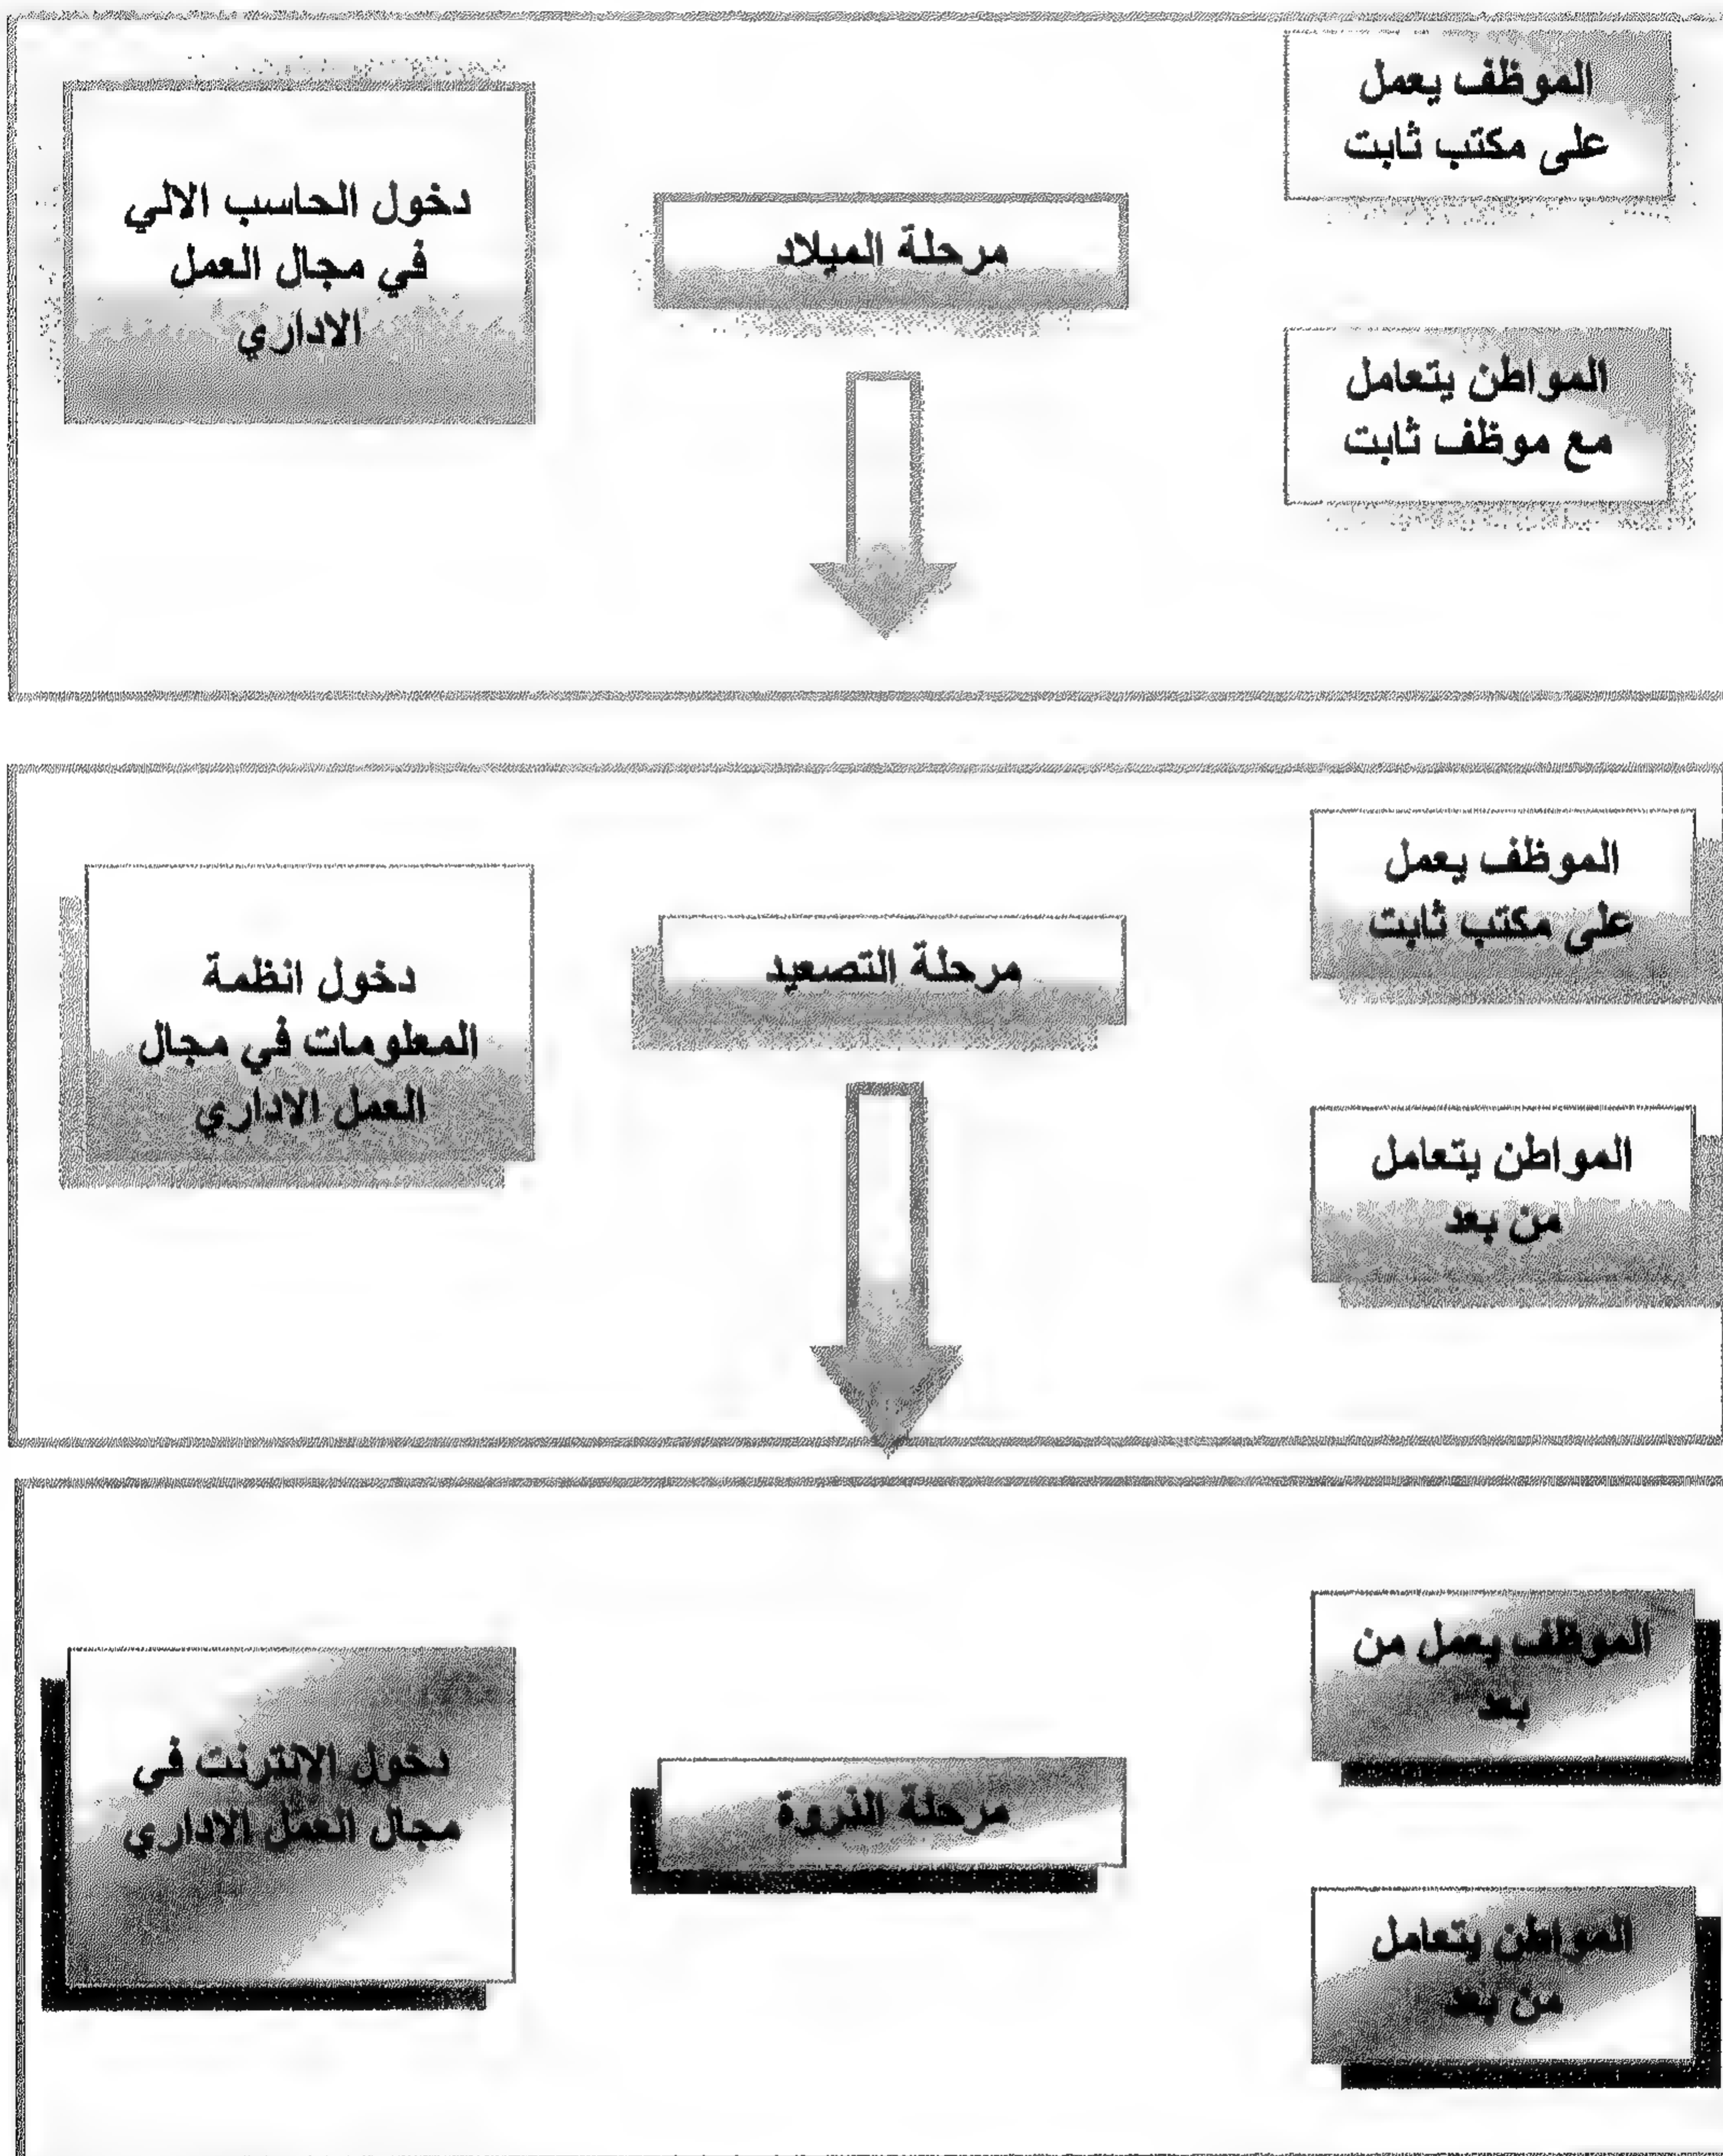 الموظف يعمل
على مكتب ثابت
المواطن يتعامل
مع موظف ثابت
مرحلة الميلاد
دخول الحاسب الالي
في مجال العمل
الاداري
الموظف يعمل
على مكتب ثابت
المواطن يتعامل
من بعد
مرحلة التصعيد
دخول انظمة
المعلومات في مجال
العمل الاداري
الموظف يعمل من
بعد
المواطن يتعامل
من بعد
مرحلة الذروة
دخول الانترنت في
مجال العمل الاداري